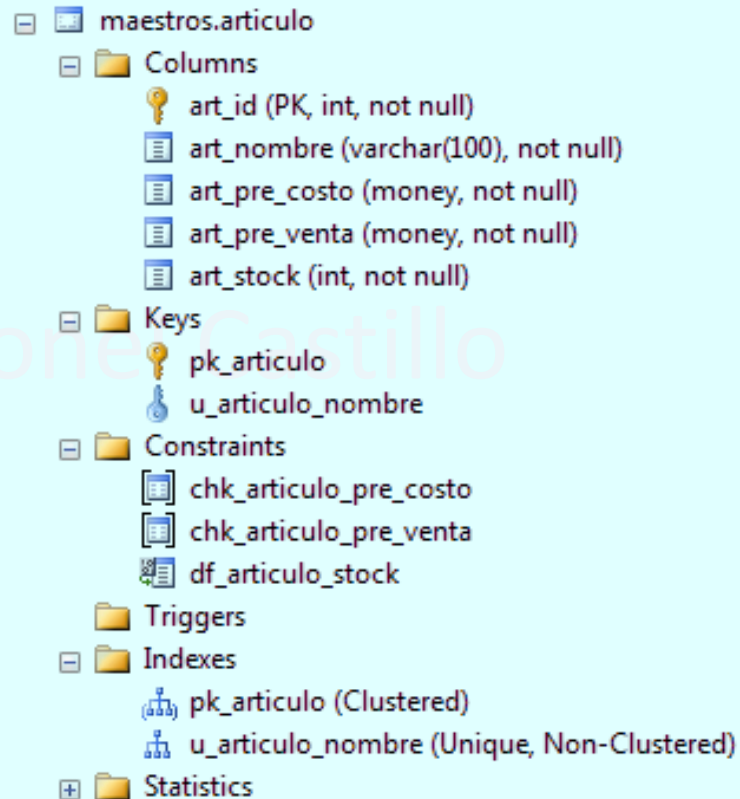 maestros.articulo
Columns
art_id (PK, int, not null)
art_nombre (varchar(100), not null)
art_pre_costo (money, not null)
art_pre_venta (money, not null)
art_stock (int, not null)
Keys
Castillo
pk_articulo
u_articulo_nombre
Constraints
chk_articulo_pre_costo
chk_articulo_pre_venta
df_articulo_stock
Triggers
Indexes
pk_articulo (Clustered)
u_articulo_nombre (Unique, Non-Clustered)
Statistics